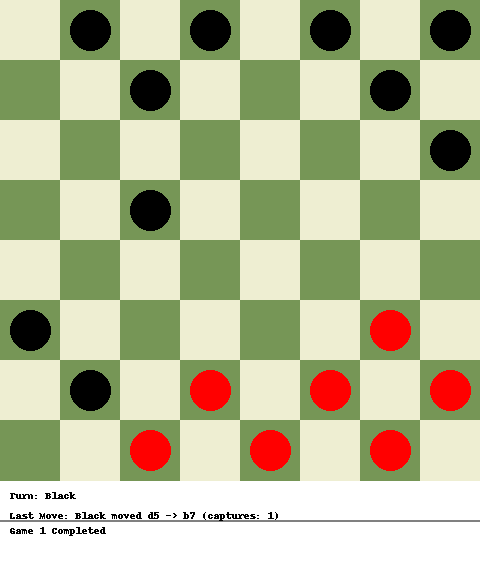 Turn: Black
Last Move: Black moved d5 -> b7 (captures: 1)
Game 1 Completed